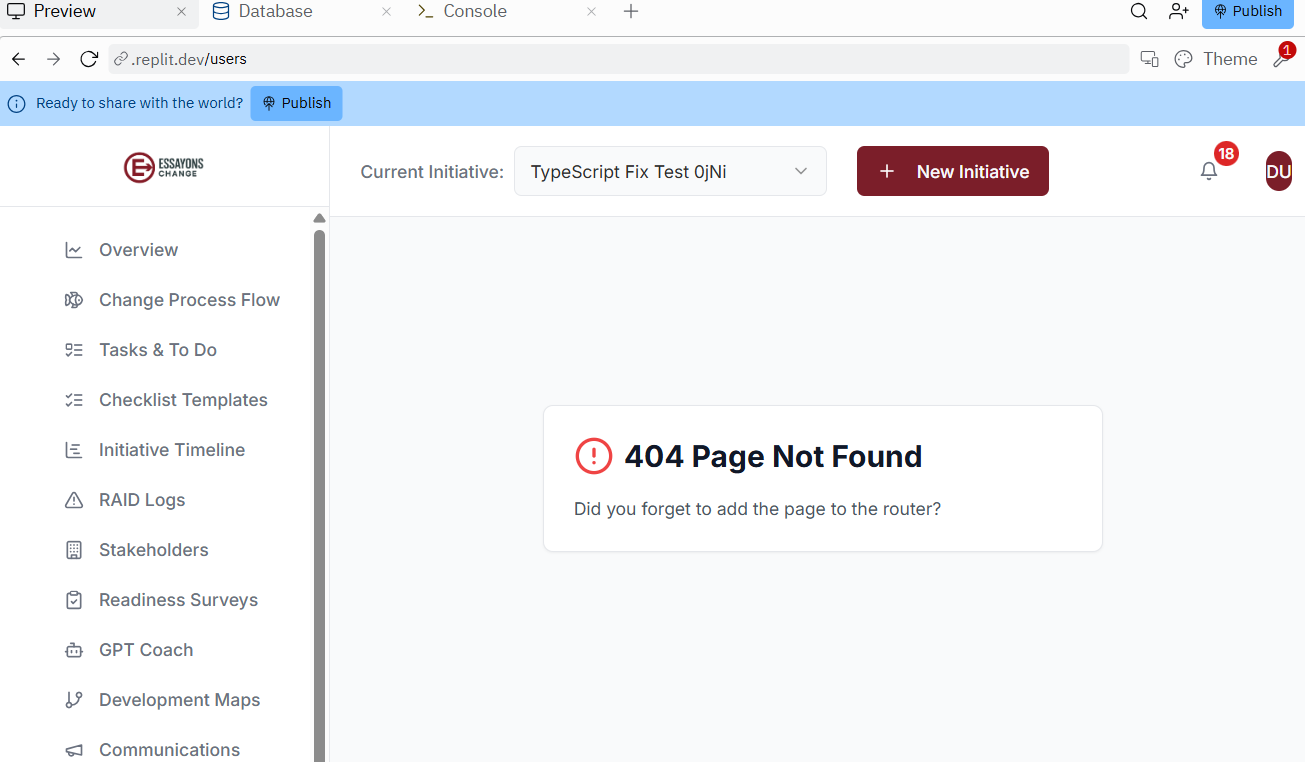 Preview
Database
Console
Publish
.replit.dev/users
Theme
1
Ready to share with the world?
Publish
ESSAYONS
CHANGE
Current Initiative:
TypeScript Fix Test 0jNi
New Initiative
18
DU
Overview
Change Process Flow
Tasks & To Do
Checklist Templates
Initiative Timeline
RAID Logs
Stakeholders
Readiness Surveys
GPT Coach
Development Maps
Communications
404 Page Not Found
Did you forget to add the page to the router?